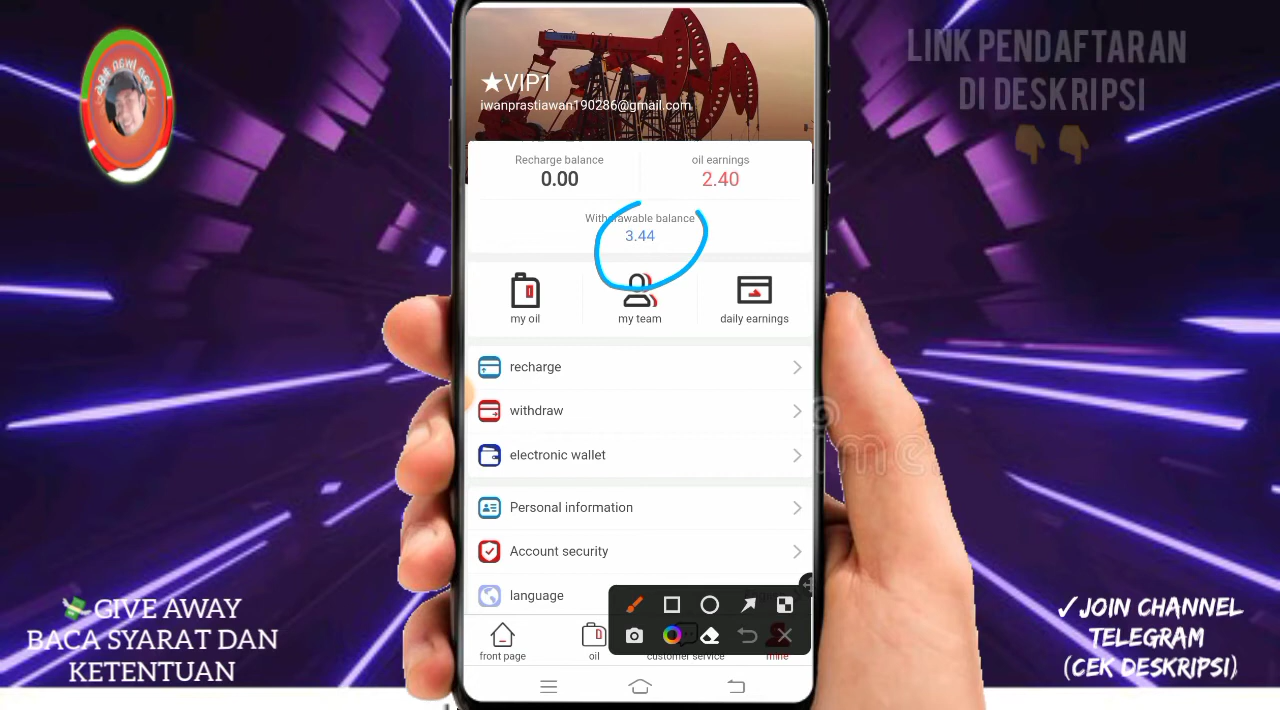 LINK PENDAFTARAN
DI DESKRIPSI
★VIP1
iwanprastiawan190286@gmail.com
Recharge balance
0.00
oil earnings
2.40
Withdrawable balance
3.44
my oil
my team
daily earnings
recharge
withdraw
electronic wallet
Personal information
Account security
language
front page
oil
customer service
mine
💸GIVE AWAY
BACA SYARAT DAN
KETENTUAN
✓JOIN CHANNEL
TELEGRAM
(CEK DESKRIPSI)